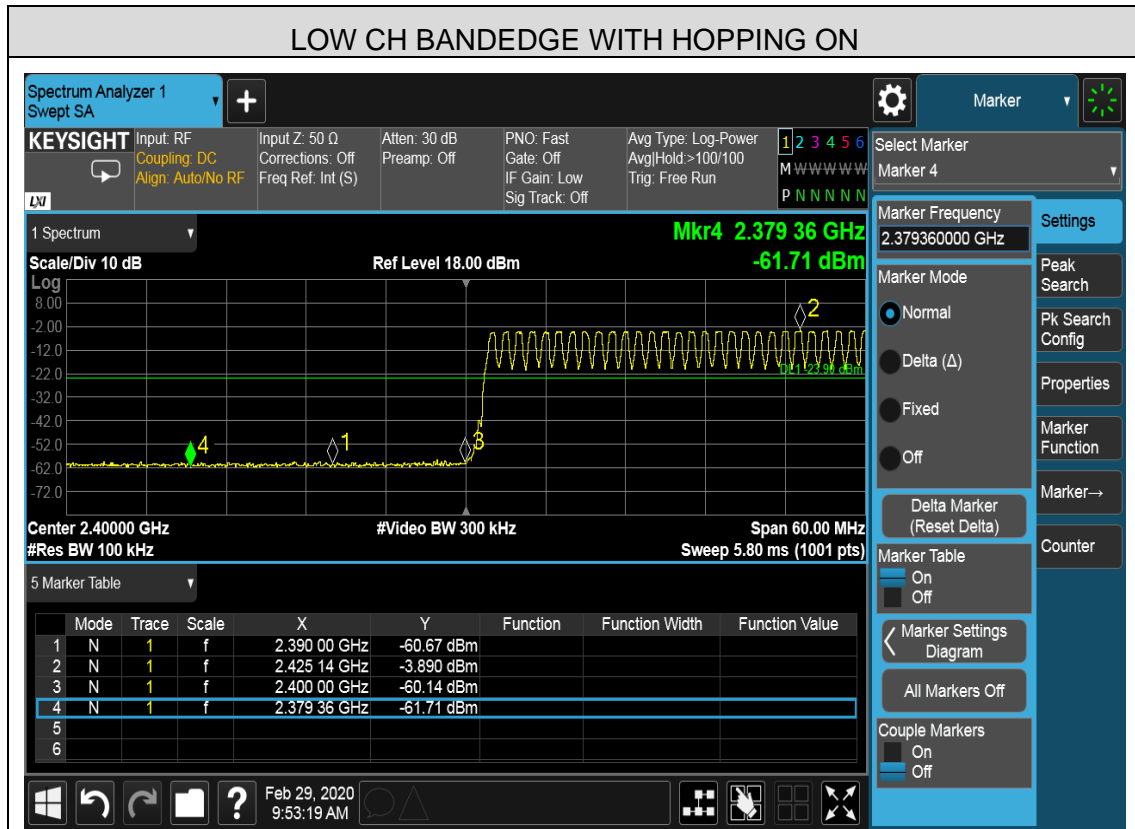 LOW CH BANDEDGE WITH HOPPING ON
Spectrum Analyzer 1
Swept SA
Marker
KEYSIGHT
LXI
Input: RF
Coupling: DC
Align: Auto/No RF
Input Z: 50 Ω
Corrections: Off
Freq Ref: Int (S)
Atten: 30 dB
Preamp: Off
PNO: Fast
Gate: Off
IF Gain: Low
Sig Track: Off
Avg Type: Log-Power
Avg|Hold:>100/100
Trig: Free Run
1 2 3 4 5 6
M W W W W W
P N N N N N
Select Marker
Marker 4
1 Spectrum
Mkr4 2.379 36 GHz
-61.71 dBm
Scale/Div 10 dB
Ref Level 18.00 dBm
Log
8.00
-2.00
-12.0
-22.0
-32.0
-42.0
-52.0
-62.0
-72.0
2
DL1 -23.90 dBm
4
1
3
Center 2.40000 GHz
#Video BW 300 kHz
Span 60.00 MHz
#Res BW 100 kHz
Sweep 5.80 ms (1001 pts)
5 Marker Table
Mode Trace Scale X Y Function Function Width Function Value
1 N 1 f 2.390 00 GHz -60.67 dBm
2 N 1 f 2.425 14 GHz -3.890 dBm
3 N 1 f 2.400 00 GHz -60.14 dBm
4 N 1 f 2.379 36 GHz -61.71 dBm
5
6
Marker Frequency
2.379360000 GHz
Marker Mode
Normal
Delta (Δ)
Fixed
Off
Delta Marker
(Reset Delta)
Marker Table
On
Off
Marker Settings
Diagram
All Markers Off
Couple Markers
On
Off
Settings
Peak
Search
Pk Search
Config
Properties
Marker
Function
Marker→
Counter
?
Feb 29, 2020
9:53:19 AM